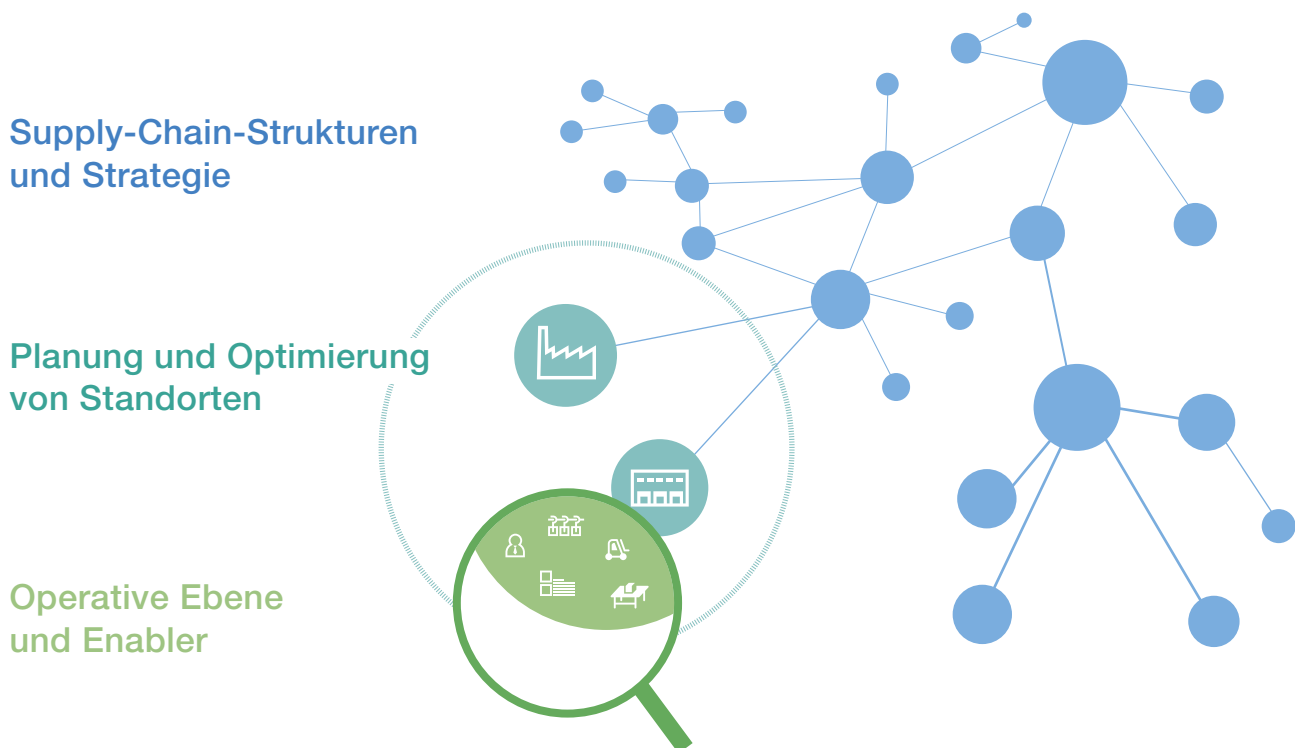 Supply-Chain-Strukturen
und Strategie
Planung und Optimierung
von Standorten
Operative Ebene
und Enabler